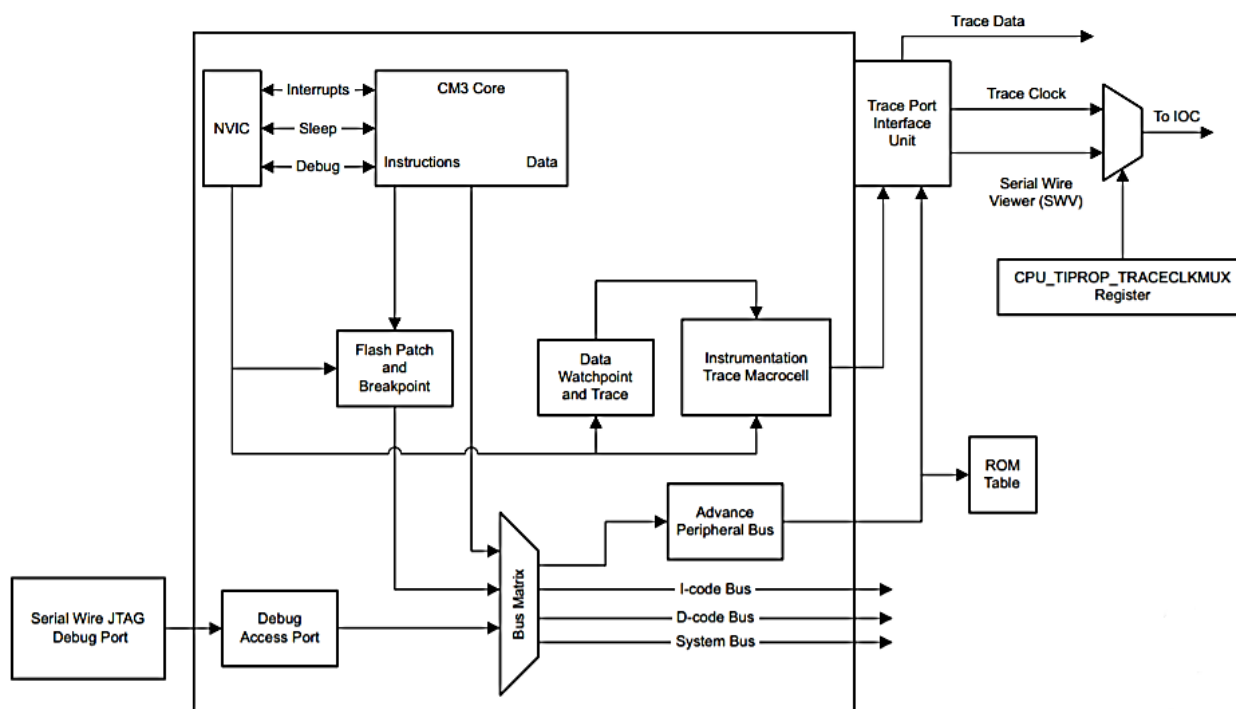 Trace Data
NVIC
Interrupts
Sleep
Debug
CM3 Core
Instructions
Data
Trace Port
Interface
Unit
Trace Clock
To IOC
Serial Wire
Viewer (SWV)
CPU_TIPROP_TRACECLKMUX
Register
Flash Patch
and
Breakpoint
Data
Watchpoint
and Trace
Instrumentation
Trace Macrocell
ROM
Table
Advance
Peripheral Bus
Bus Matrix
I-code Bus
D-code Bus
System Bus
Serial Wire JTAG
Debug Port
Debug
Access Port